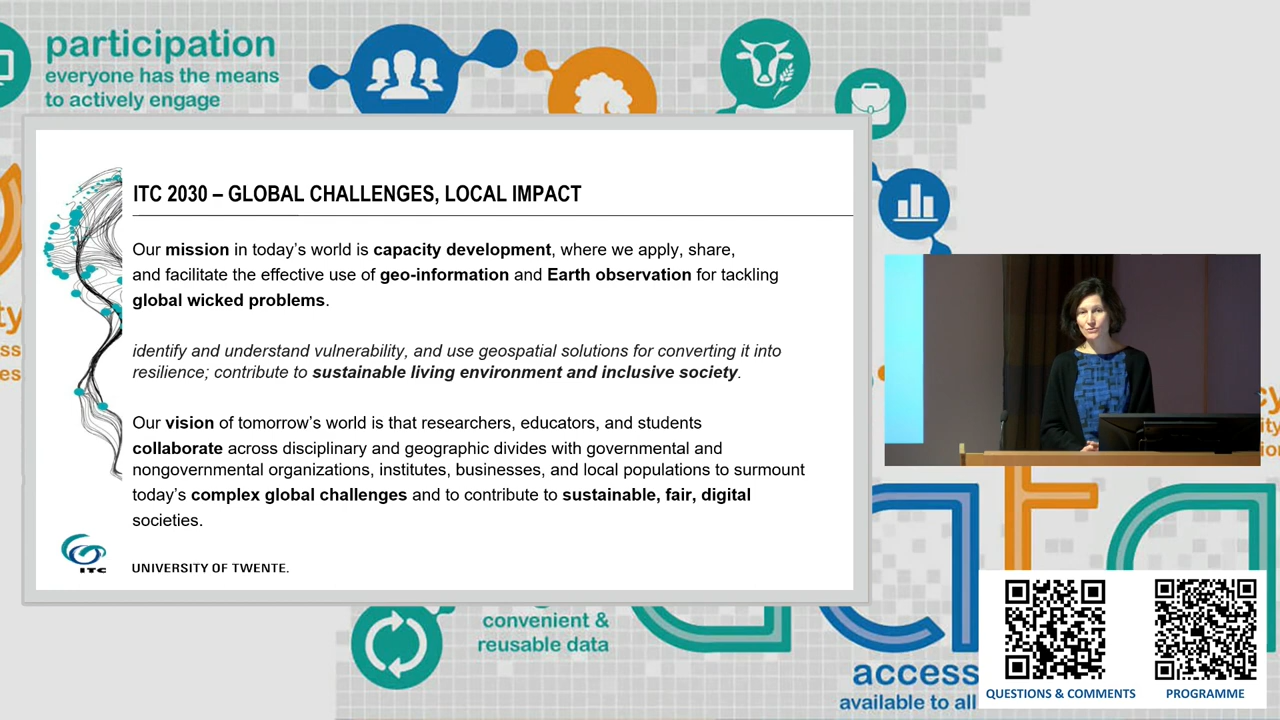 participation
everyone has the means
to actively engage
ITC 2030 – GLOBAL CHALLENGES, LOCAL IMPACT
Our mission in today's world is capacity development, where we apply, share,
and facilitate the effective use of geo-information and Earth observation for tackling
global wicked problems.
identify and understand vulnerability, and use geospatial solutions for converting it into
resilience; contribute to sustainable living environment and inclusive society.
Our vision of tomorrow's world is that researchers, educators, and students
collaborate across disciplinary and geographic divides with governmental and
nongovernmental organizations, institutes, businesses, and local populations to surmount
today's complex global challenges and to contribute to sustainable, fair, digital
societies.
ITC
UNIVERSITY OF TWENTE.
convenient &
reusable data
access
available to all
QUESTIONS & COMMENTS
PROGRAMME